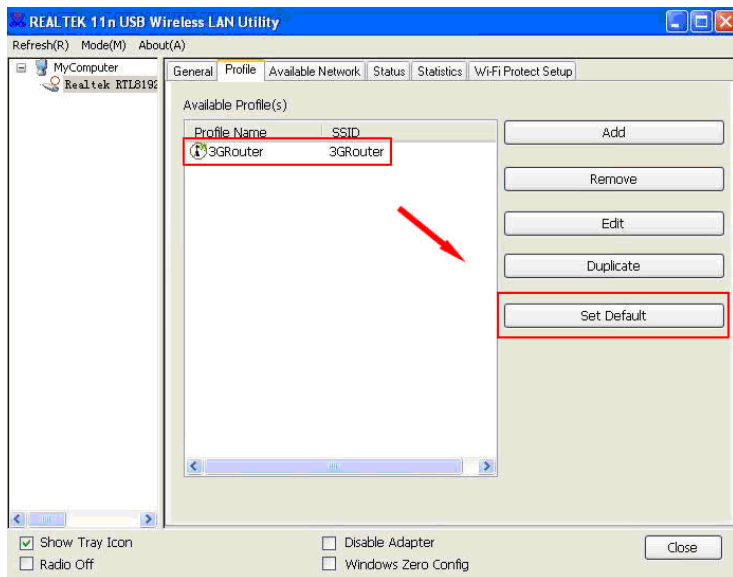 REALTEK 11n USB Wireless LAN Utility
Refresh(R) Mode(M) About(A)
MyComputer
Realtek RTL8192
General Profile Available Network Status Statistics Wi-Fi Protect Setup
Available Profile(s)
Profile Name SSID
3GRouter 3GRouter
Add
Remove
Edit
Duplicate
Set Default
Show Tray Icon
Radio Off
Disable Adapter
Windows Zero Config
Close